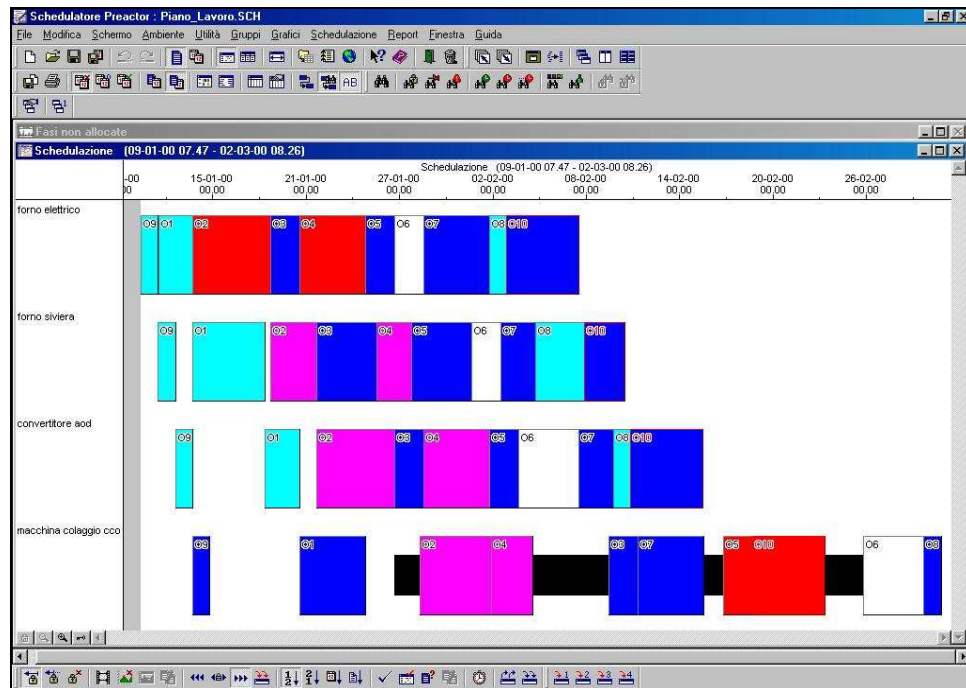 Schedulatore Preactor : Piano_Lavoro.SCH
File Modifica Schermo Ambiente Utilità Gruppi Grafici Schedulazione Report Finestra Guida
AB
Fasi non allocate
Schedulazione (09-01-00 07.47 - 02-03-00 08.26)
Schedulazione (09-01-00 07.47 - 02-03-00 08.26)
-00 15-01-00 21-01-00 27-01-00 02-02-00 08-02-00 14-02-00 20-02-00 26-02-00
00 00,00 00,00 00,00 00,00 00,00 00,00 00,00 00,00
forno elettrico
O9 O1 O2 O3 O4 O5 O6 O7 O8 O10
forno siviera
O9 O1 O2 O3 O4 O5 O6 O7 O8 O10
convertitore aod
O9 O1 O2 O3 O4 O5 O6 O7 O8 O10
macchina colaggio cco
O9 O1 O2 O4 O3 O7 O5 O10 O6 O8